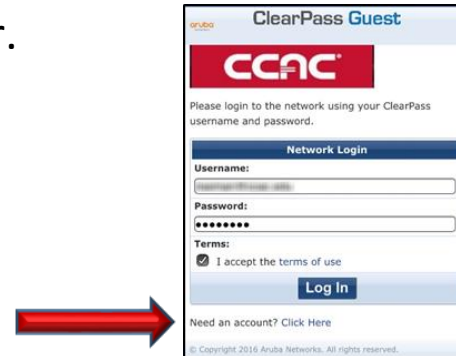 r.
aruba
ClearPass Guest
CCAC
Please login to the network using your ClearPass
username and password.
Network Login
Username:
Password:
••••••••
Terms:
I accept the terms of use
Log In
Need an account? Click Here
© Copyright 2016 Aruba Networks. All rights reserved.